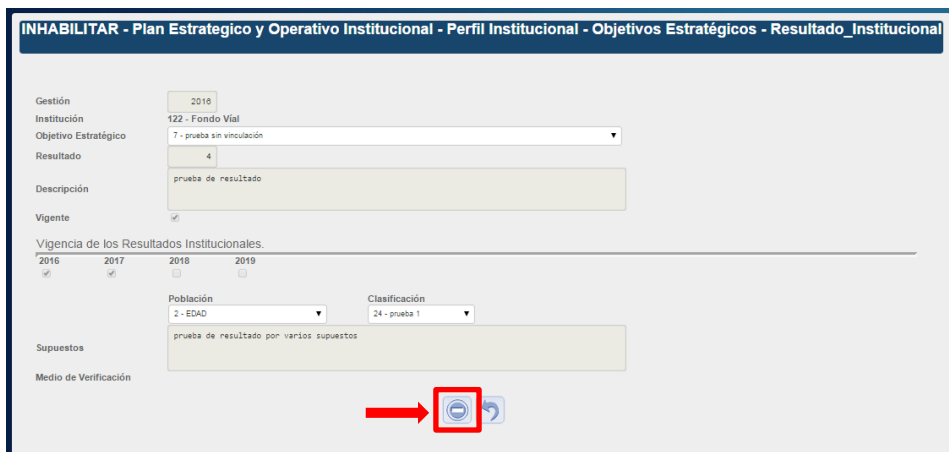 INHABILITAR - Plan Estrategico y Operativo Institucional - Perfil Institucional - Objetivos Estratégicos - Resultado_Institucional
Gestión 2016
Institución 122 - Fondo Víal
Objetivo Estratégico 7 - prueba sin vinculación
Resultado 4
Descripción prueba de resultado
Vigente
Vigencia de los Resultados Institucionales.
2016 2017 2018 2019
Población Clasificación
2 - EDAD 24 - prueba 1
Supuestos prueba de resultado por varios supuestos
Medio de Verificación